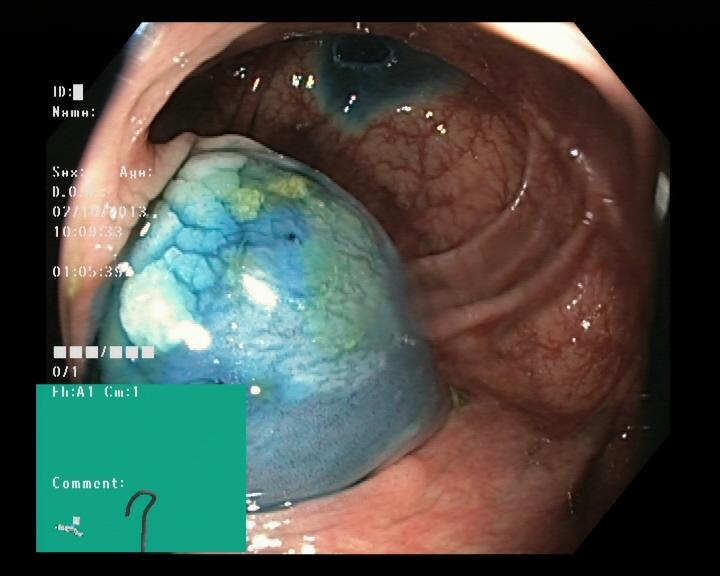 ID:
Name:
Sex: Age:
D.O.
02/10/2013
10:09:33
01:05:39
/
0/1
Eh:A1 Cm:1
Comment: